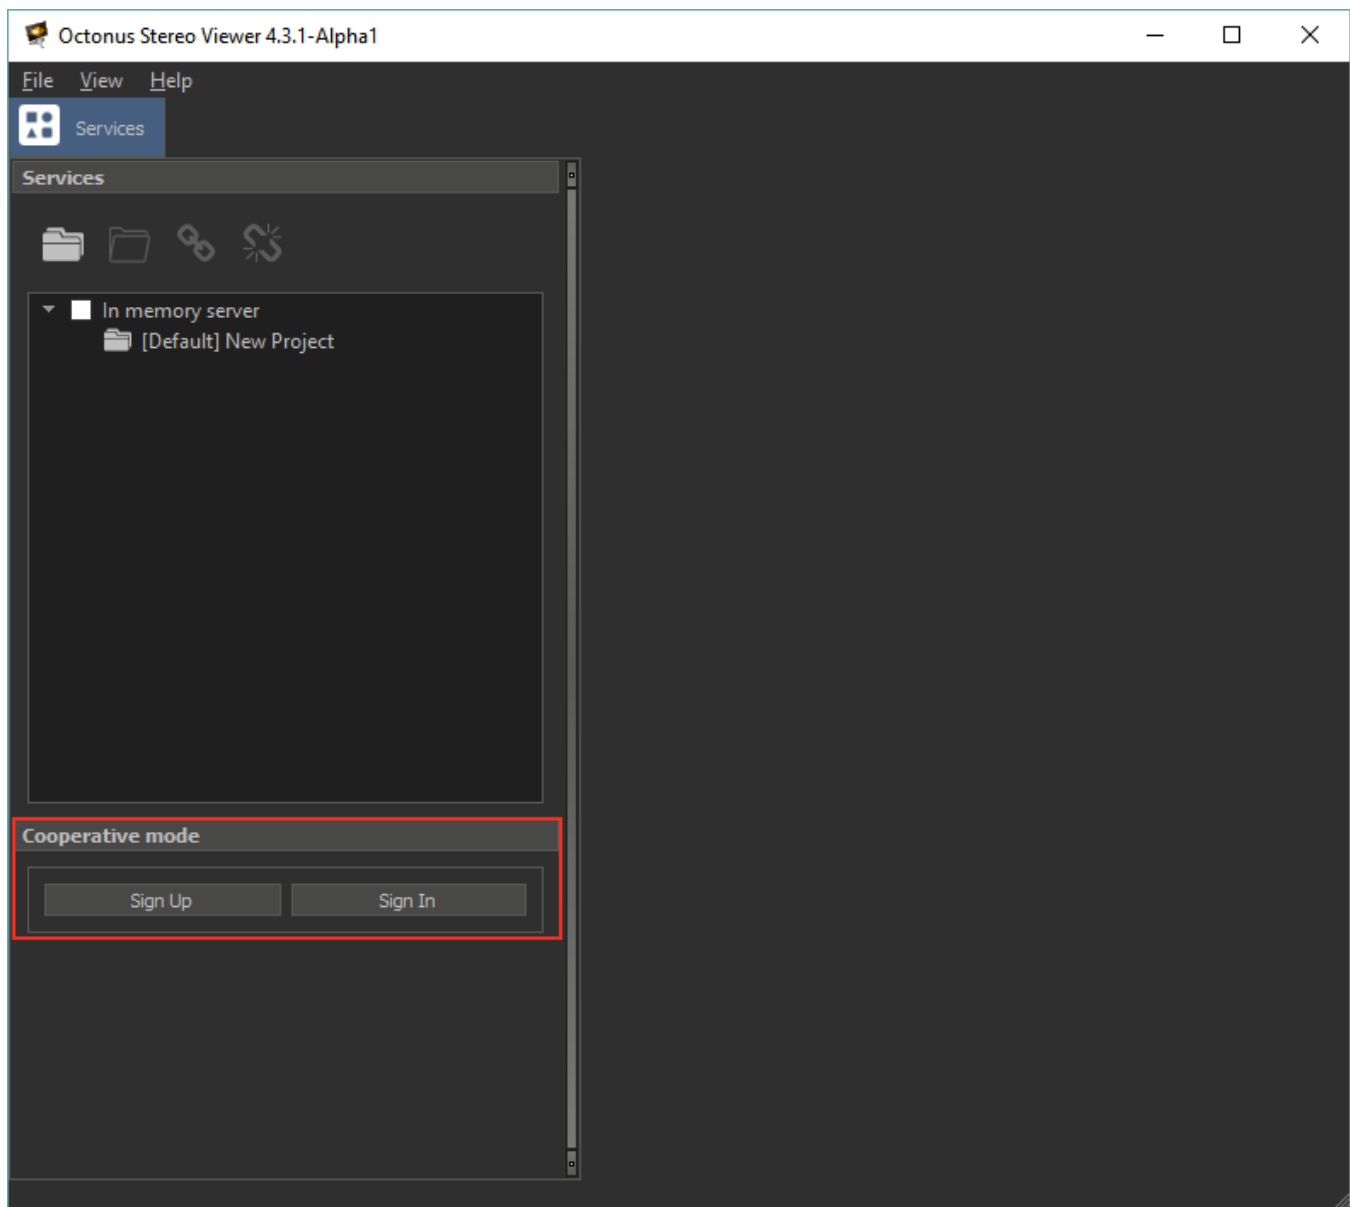 Octonus Stereo Viewer 4.3.1-Alpha1
File View Help
Services
Services
In memory server
[Default] New Project
Cooperative mode
Sign Up Sign In